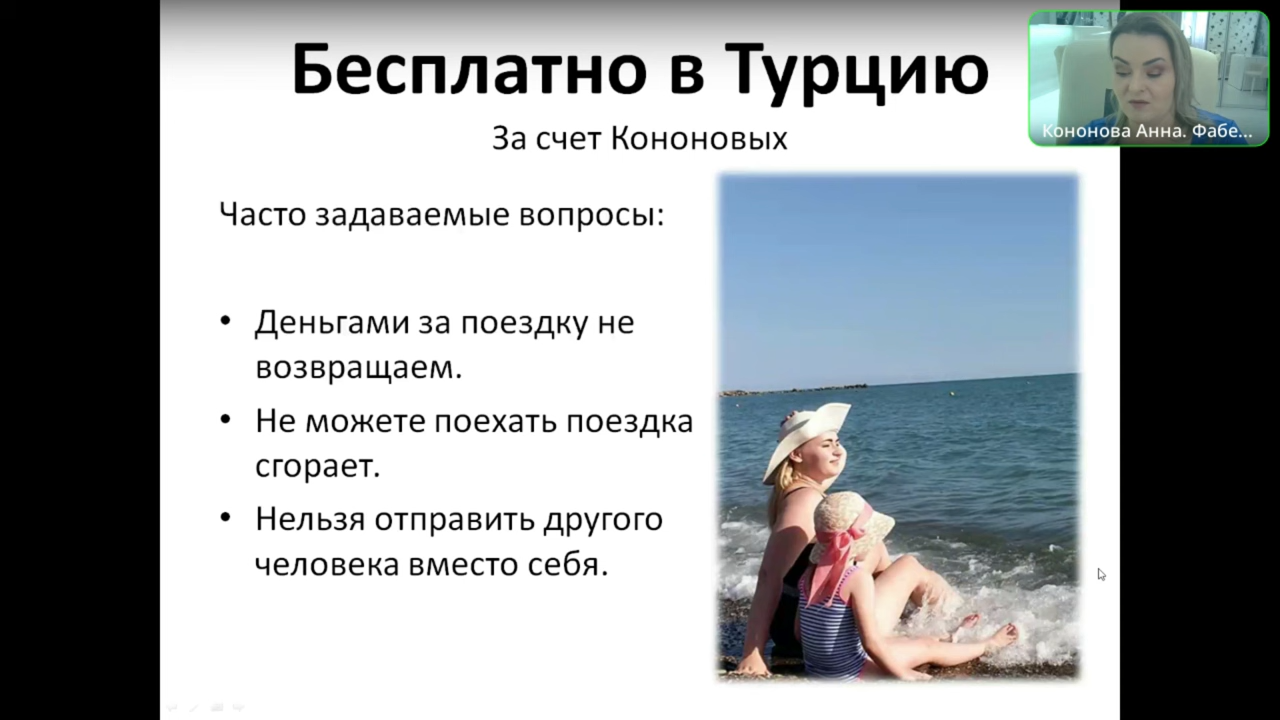 Бесплатно в Турцию
За счет Кононовых
Кононова Анна. Фабе...
Часто задаваемые вопросы:
• Деньгами за поездку не
возвращаем.
• Не можете поехать поездка
сгорает.
• Нельзя отправить другого
человека вместо себя.